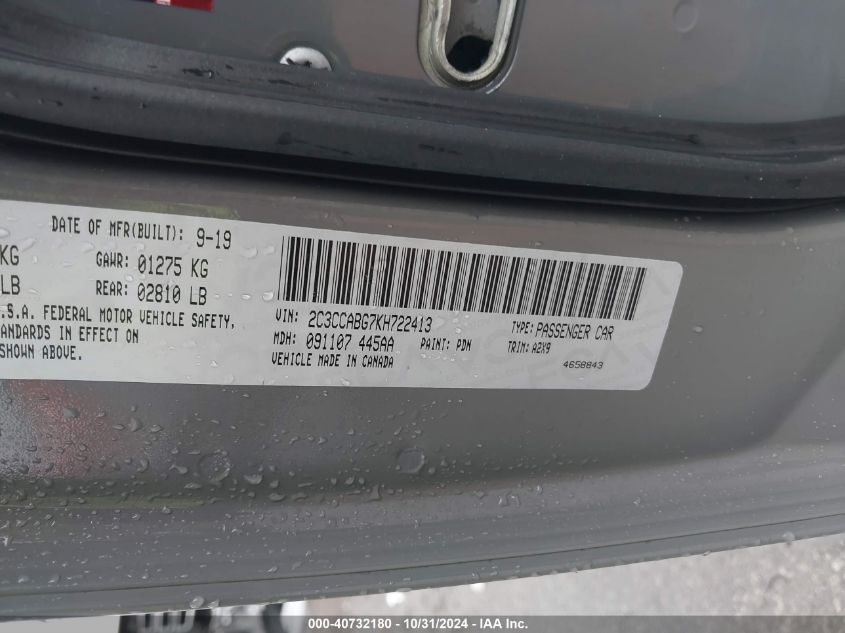 DATE OF MFR(BUILT): 9-19
KG GAWR: 01275 KG
LB REAR: 02810 LB
.S.A. FEDERAL MOTOR VEHICLE SAFETY,
ANDARDS IN EFFECT ON
SHOWN ABOVE.
VIN: 2C3CCABG7KH722413 TYPE: PASSENGER CAR
MDH: 091107 445AA PAINT: PDN TRIM: A2X9
VEHICLE MADE IN CANADA 4658843
000-40732180 - 10/31/2024 - IAA Inc.